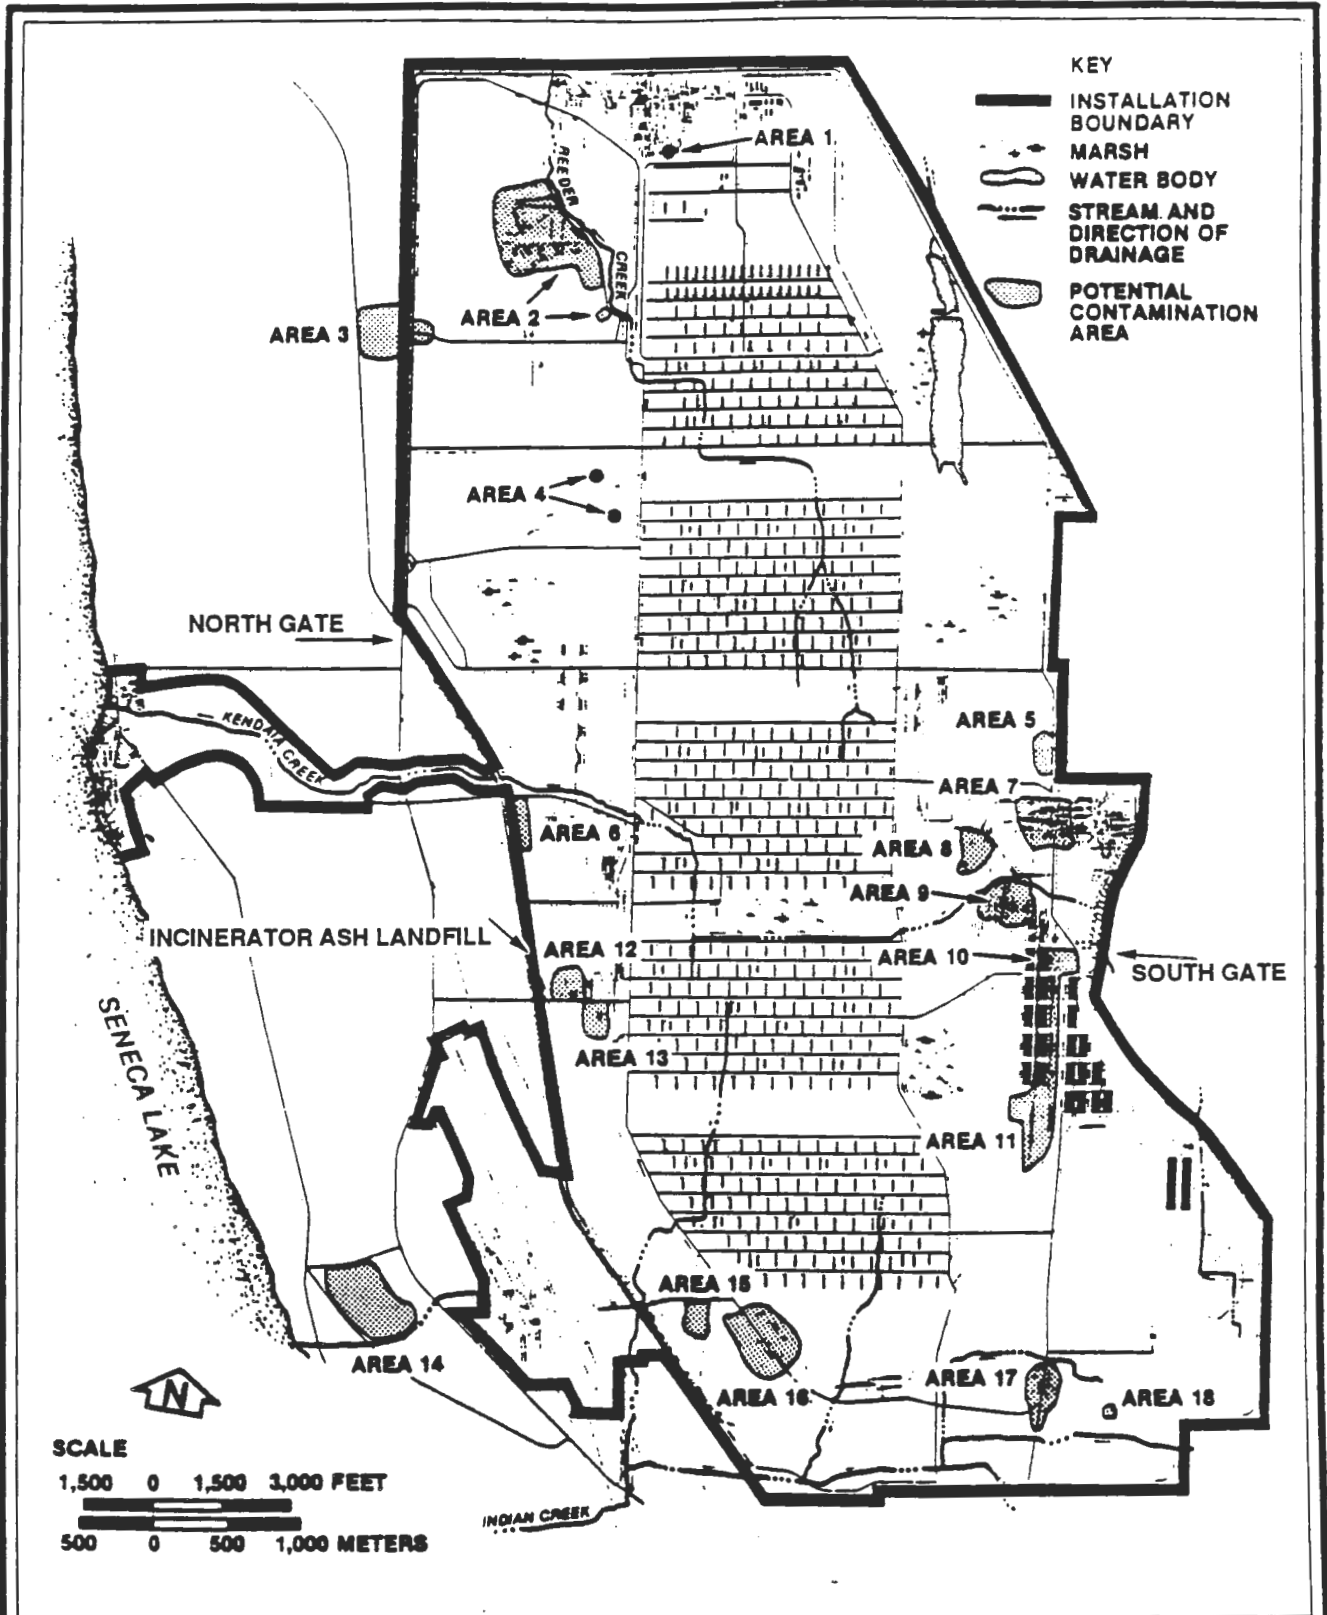 KEY
INSTALLATION
BOUNDARY
MARSH
WATER BODY
STREAM AND
DIRECTION OF
DRAINAGE
POTENTIAL
CONTAMINATION
AREA
AREA 1
REEDER
CREEK
AREA 2
AREA 3
AREA 4
NORTH GATE
KENDAIA CREEK
AREA 5
AREA 7
AREA 6
AREA 8
AREA 9
INCINERATOR ASH LANDFILL
AREA 12
AREA 10
SOUTH GATE
SENECA LAKE
AREA 13
AREA 11
AREA 15
AREA 14
AREA 16
AREA 17
AREA 18
N
SCALE
1,500 0 1,500 3,000 FEET
500 0 500 1,000 METERS
INDIAN CREEK